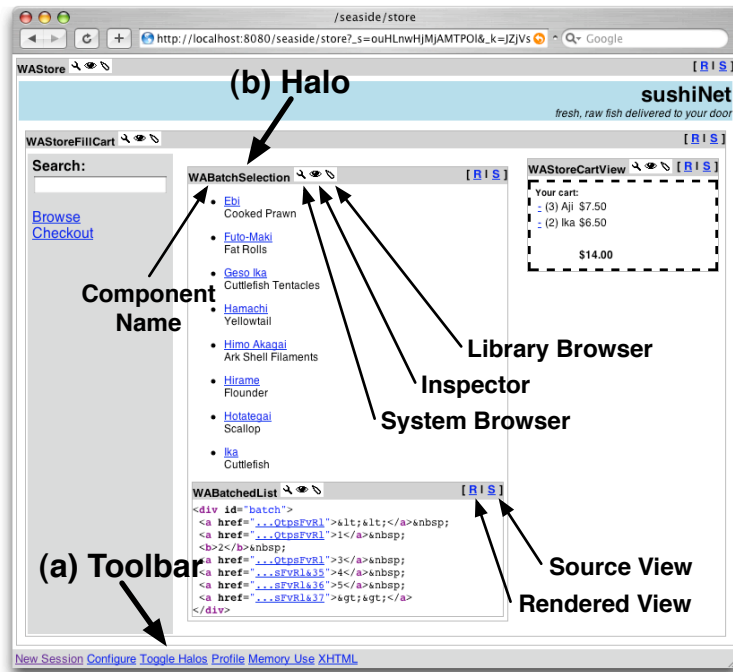 /seaside/store
http://localhost:8080/seaside/store?_s=ouHLnwHjMjAMTPOl&_k=JZjVs
Google
WAStore [ R | S ]
(b) Halo
sushiNet
fresh, raw fish delivered to your door
WAStoreFillCart [ R | S ]
Search:
Browse
Checkout
WABatchSelection [ R | S ]
Ebi
Cooked Prawn
Futo-Maki
Fat Rolls
Geso Ika
Cuttlefish Tentacles
Hamachi
Yellowtail
Himo Akagai
Ark Shell Filaments
Hirame
Flounder
Hotategai
Scallop
Ika
Cuttlefish
WAStoreCartView [ R | S ]
Your cart:
- (3) Aji $7.50
- (2) Ika $6.50
$14.00
Component
Name
Library Browser
Inspector
System Browser
WABatchedList [ R | S ]
<div id="batch">
<a href="...QtpsFvRl">&lt;&lt;</a>&nbsp;
<a href="...QtpsFvRl">1</a>&nbsp;
<b>2</b>&nbsp;
<a href="...QtpsFvRl">3</a>&nbsp;
<a href="...sFvRl&35">4</a>&nbsp;
<a href="...sFvRl&36">5</a>&nbsp;
<a href="...sFvRl&37">&gt;&gt;</a>
</div>
Source View
Rendered View
(a) Toolbar
New Session Configure Toggle Halos Profile Memory Use XHTML